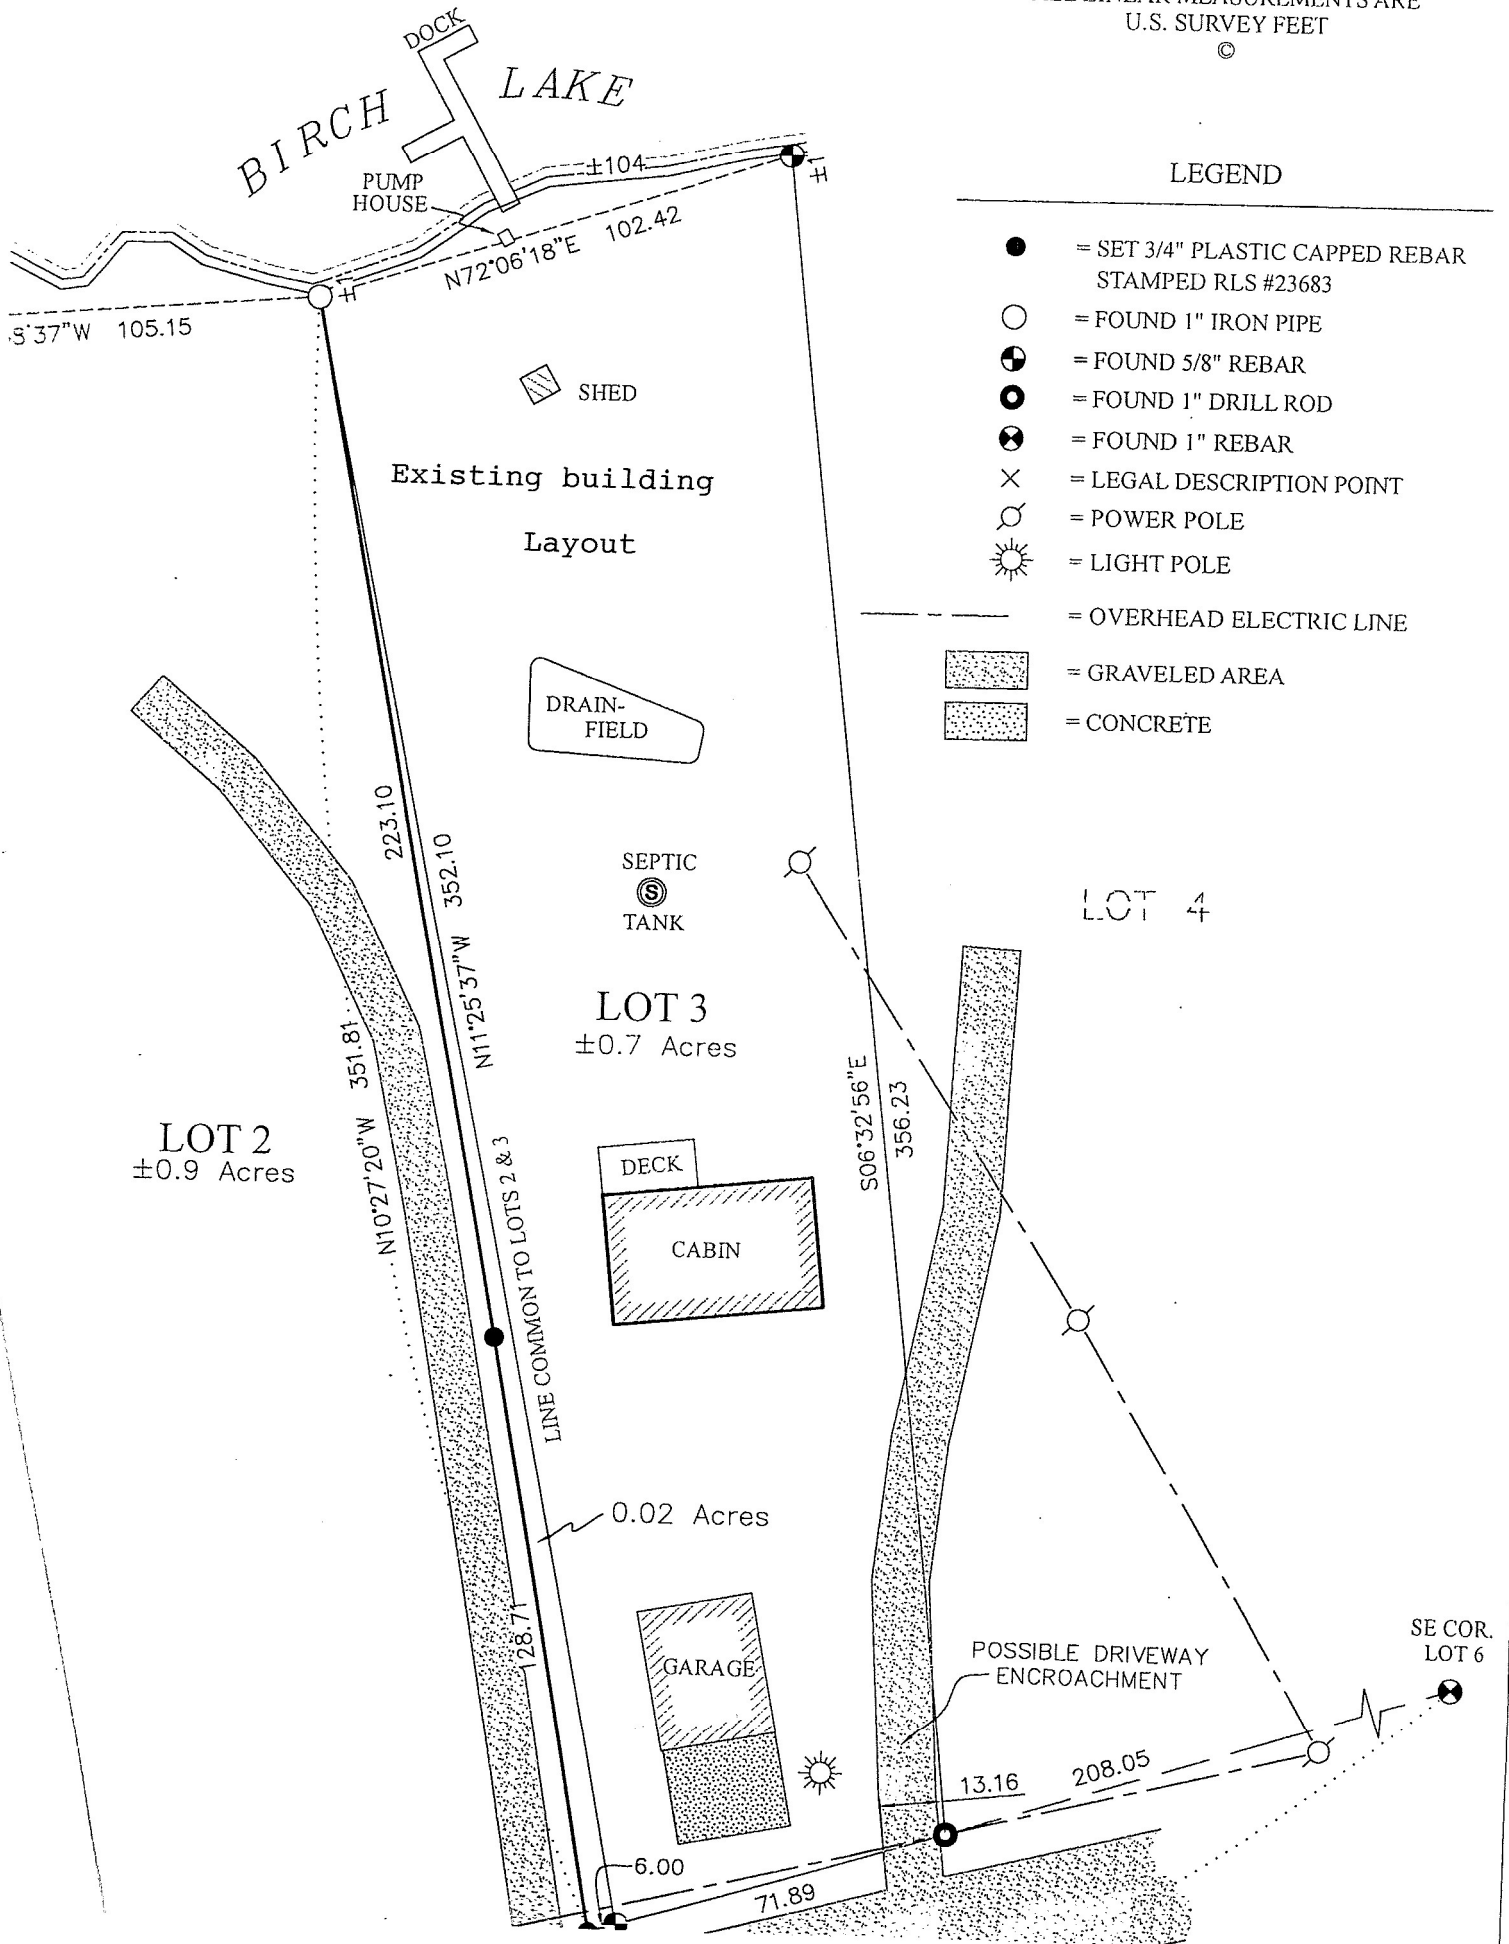 U.S. SURVEY FEET
©
DOCK
BIRCH LAKE
±104
PUMP
HOUSE
N72°06'18"E 102.42
8'37"W 105.15
LEGEND
= SET 3/4" PLASTIC CAPPED REBAR
STAMPED RLS #23683
= FOUND 1" IRON PIPE
= FOUND 5/8" REBAR
= FOUND 1" DRILL ROD
= FOUND 1" REBAR
= LEGAL DESCRIPTION POINT
= POWER POLE
= LIGHT POLE
= OVERHEAD ELECTRIC LINE
= GRAVELED AREA
= CONCRETE
SHED
Existing building
Layout
DRAIN-
FIELD
223.10
N11°25'37"W 352.10
SEPTIC
S
TANK
LOT 4
LOT 3
±0.7 Acres
N10°27'20"W 351.81
S06°32'56"E
356.23
LOT 2
±0.9 Acres
DECK
CABIN
LINE COMMON TO LOTS 2 & 3
0.02 Acres
128.71
GARAGE
POSSIBLE DRIVEWAY
ENCROACHMENT
SE COR.
LOT 6
13.16
208.05
6.00
71.89